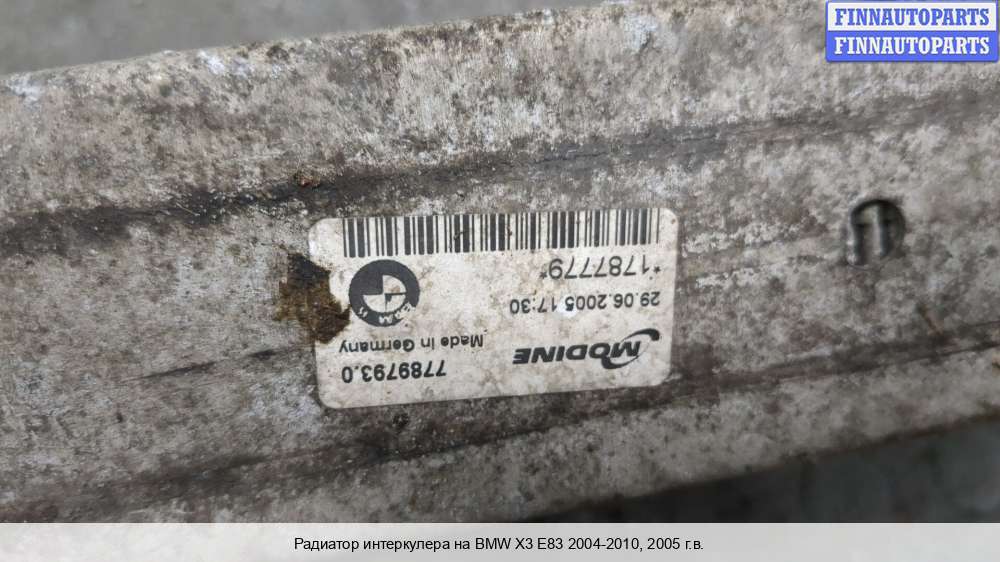 FINNAUTOPARTS
FINNAUTOPARTS
MODINE
7789793.0
Made in Germany
29.06.2005 17:30
*1787779*
Радиатор интеркулера на BMW X3 E83 2004-2010, 2005 г.в.